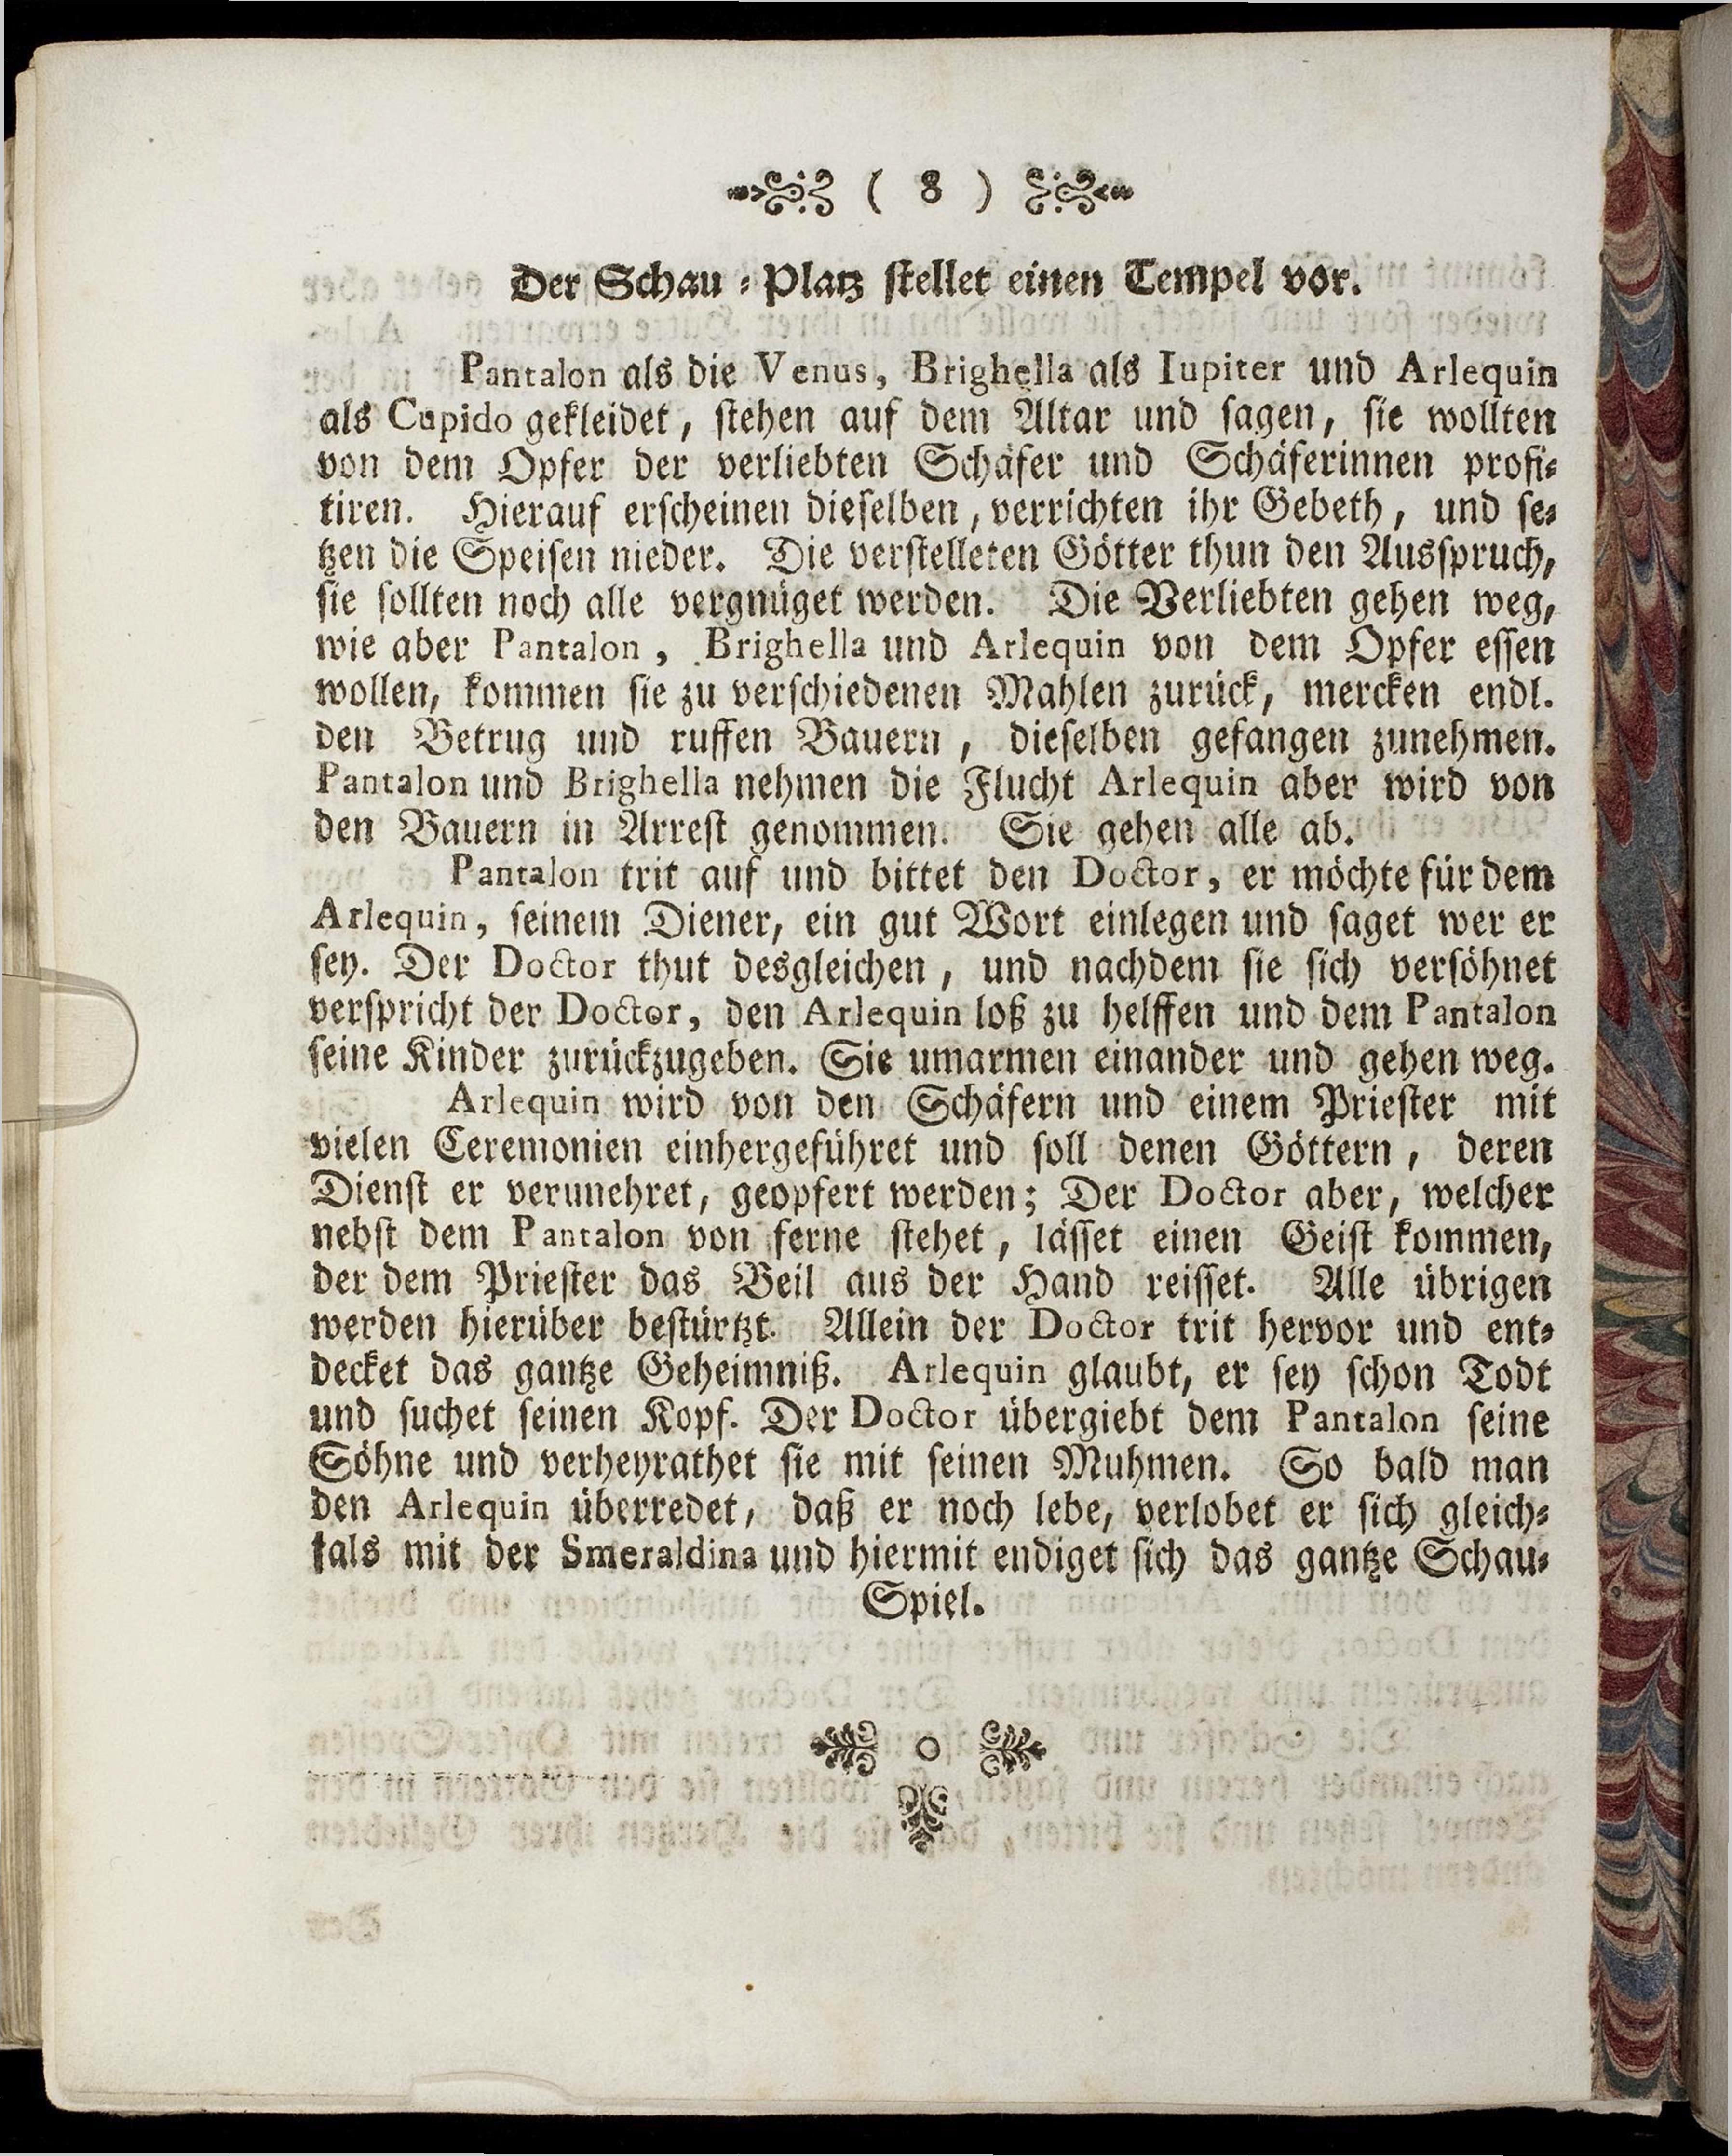 ( 8 )
Der Schau-Platz stellet einen Tempel vor.
Pantalon als die Venus, Brighella als Iupiter und Arlequin
als Cupido gekleidet, stehen auf dem Altar und sagen, sie wollten
von dem Opfer der verliebten Schäfer und Schäferinnen profi-
tiren. Hierauf erscheinen dieselben, verrichten ihr Gebeth, und se-
tzen die Speisen nieder. Die verstelleten Götter thun den Ausspruch,
sie sollten noch alle vergnüget werden. Die Verliebten gehen weg,
wie aber Pantalon, Brighella und Arlequin von dem Opfer essen
wollen, kommen sie zu verschiedenen Mahlen zurück, mercken endl.
den Betrug und ruffen Bauern, dieselben gefangen zunehmen.
Pantalon und Brighella nehmen die Flucht Arlequin aber wird von
den Bauern in Arrest genommen. Sie gehen alle ab.
Pantalon trit auf und bittet den Doctor, er möchte für dem
Arlequin, seinem Diener, ein gut Wort einlegen und saget wer er
sey. Der Doctor thut desgleichen, und nachdem sie sich versöhnet
verspricht der Doctor, den Arlequin loß zu helffen und dem Pantalon
seine Kinder zurückzugeben. Sie umarmen einander und gehen weg.
Arlequin wird von den Schäfern und einem Priester mit
vielen Ceremonien einhergeführet und soll denen Göttern, deren
Dienst er verunehret, geopfert werden; Der Doctor aber, welcher
nebst dem Pantalon von ferne stehet, lässet einen Geist kommen,
der dem Priester das Beil aus der Hand reisset. Alle übrigen
werden hierüber bestürtzt. Allein der Doctor trit hervor und ent-
decket das gantze Geheimniß. Arlequin glaubt, er sey schon Todt
und suchet seinen Kopf. Der Doctor übergiebt dem Pantalon seine
Söhne und verheyrathet sie mit seinen Muhmen. So bald man
den Arlequin überredet, daß er noch lebe, verlobet er sich gleich-
fals mit der Smeraldina und hiermit endiget sich das gantze Schau-
Spiel.